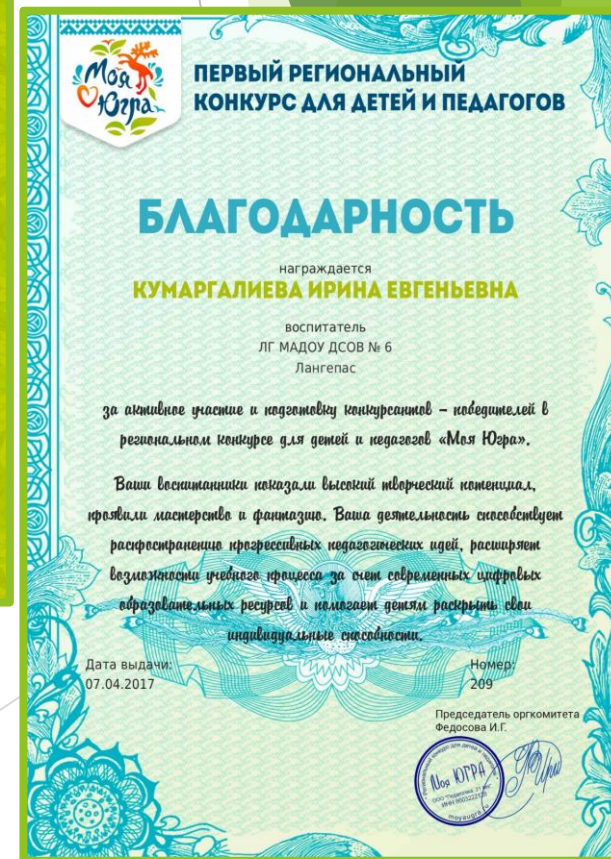 Моя
Югра
ПЕРВЫЙ РЕГИОНАЛЬНЫЙ
КОНКУРС ДЛЯ ДЕТЕЙ И ПЕДАГОГОВ
БЛАГОДАРНОСТЬ
награждается
КУМАРГАЛИЕВА ИРИНА ЕВГЕНЬЕВНА
воспитатель
ЛГ МАДОУ ДСОВ № 6
Лангепас
за активное участие и подготовку конкурсантов – победителей в
региональном конкурсе для детей и педагогов «Моя Югра».
Ваши воспитанники показали высокий творческий потенциал,
проявили мастерство и фантазию. Ваша деятельность способствует
распространению прогрессивных педагогических идей, расширяет
возможности учебного процесса за счет современных цифровых
образовательных ресурсов и помогает детям раскрыть свои
индивидуальные способности.
Дата выдачи:
07.04.2017
Номер:
209
Председатель оргкомитета
Федосова И.Г.
Моя ЮГРА